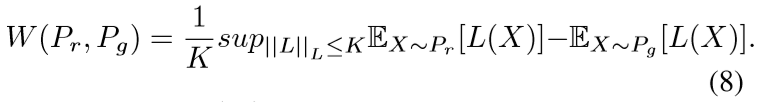 W(P_r, P_g) = \frac{1}{K} sup_{||L||_L \leq K} \mathbb{E}_{X \sim P_r}[L(X)] - \mathbb{E}_{X \sim P_g}[L(X)].
(8)